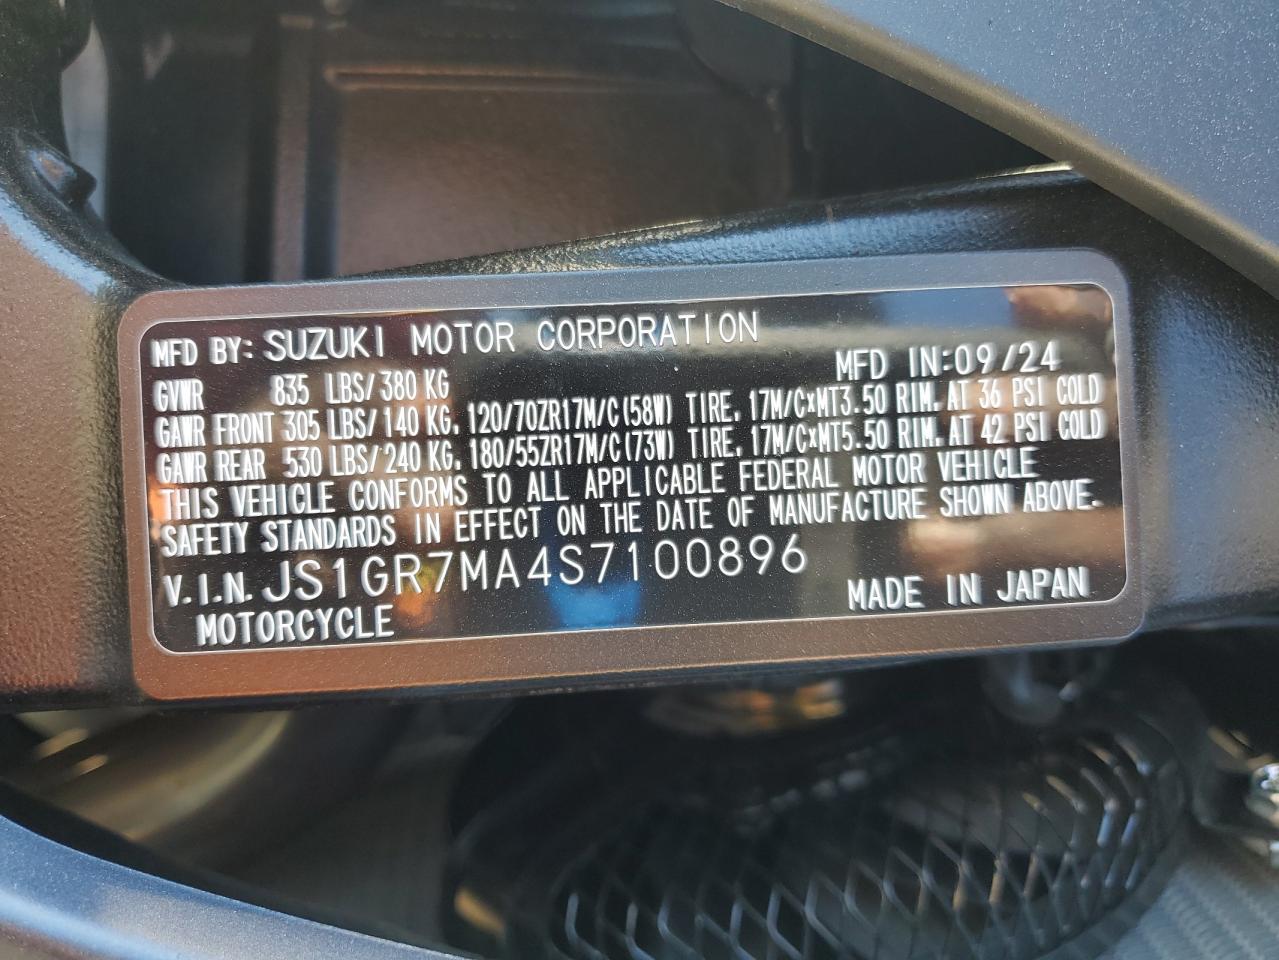 MFD BY: SUZUKI MOTOR CORPORATION
MFD IN:09/24
GVWR 835 LBS/380 KG
GAWR FRONT 305 LBS/140 KG, 120/70ZR17M/C(58W) TIRE, 17M/CxMT3.50 RIM, AT 36 PSI COLD
GAWR REAR 530 LBS/240 KG, 180/55ZR17M/C(73W) TIRE, 17M/CxMT5.50 RIM, AT 42 PSI COLD
THIS VEHICLE CONFORMS TO ALL APPLICABLE FEDERAL MOTOR VEHICLE
SAFETY STANDARDS IN EFFECT ON THE DATE OF MANUFACTURE SHOWN ABOVE.
V.I.N. JS1GR7MA4S7100896
MOTORCYCLE MADE IN JAPAN